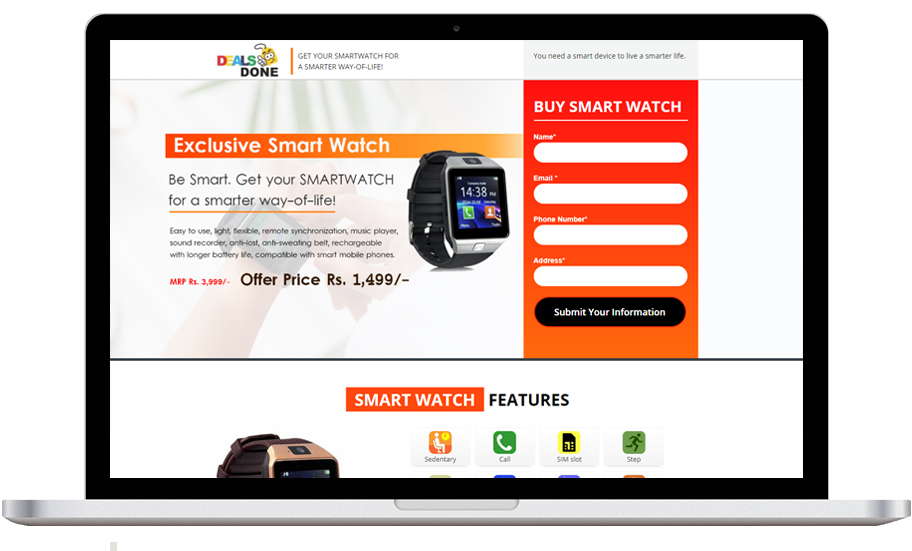 DEALS
DONE
GET YOUR SMARTWATCH FOR
A SMARTER WAY-OF-LIFE!
You need a smart device to live a smarter life.
Exclusive Smart Watch
Be Smart. Get your SMARTWATCH
for a smarter way-of-life!
Easy to use, light, flexible, remote synchronization, music player,
sound recorder, anti-lost, anti-sweating belt, rechargeable
with longer battery life, compatible with smart mobile phones.
MRP Rs. 3,999/- Offer Price Rs. 1,499/-
14:38 PM
BUY SMART WATCH
Name*
Email *
Phone Number*
Address*
Submit Your Information
SMART WATCH FEATURES
Sedentary
Call
SIM slot
Step